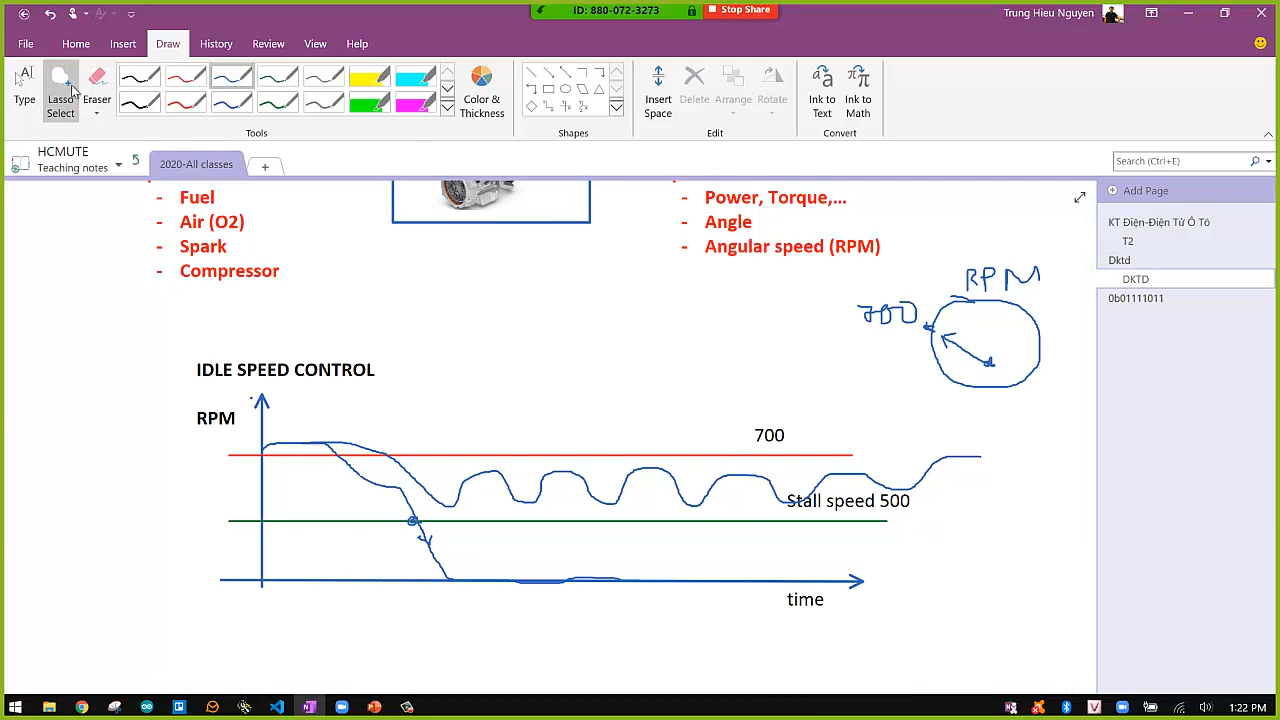 ID: 880-072-3273
Stop Share
Trung Hieu Nguyen
File
Home
Insert
Draw
History
Review
View
Help
Type
Lasso Select
Eraser
Color & Thickness
Insert Space
Delete
Arrange
Rotate
Ink to Text
Ink to Math
Tools
Shapes
Edit
Convert
HCMUTE
Teaching notes
5
2020-All classes
Search (Ctrl+E)
Add Page
KT Điện-Điện Tử Ô Tô
T2
Dktd
DKTD
0b01111011
- Fuel
- Air (O2)
- Spark
- Compressor
- Power, Torque,...
- Angle
- Angular speed (RPM)
RPM
700
IDLE SPEED CONTROL
RPM
700
Stall speed 500
time
1:22 PM